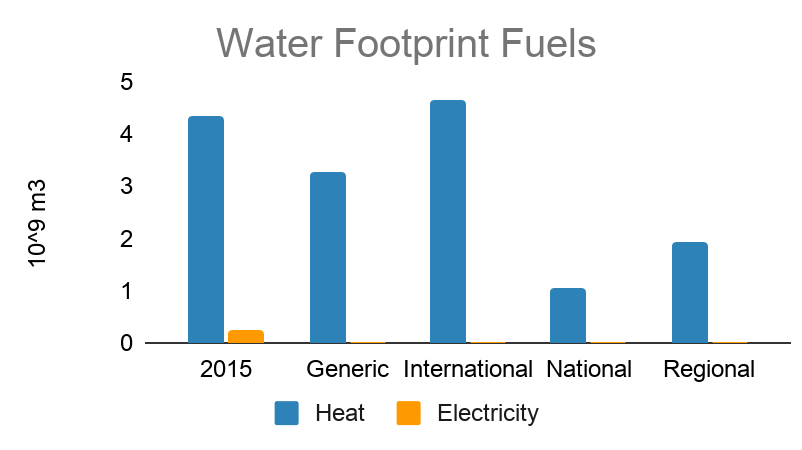 Water Footprint Fuels
10^9 m3
5
4
3
2
1
0
2015 Generic International National Regional
Heat Electricity